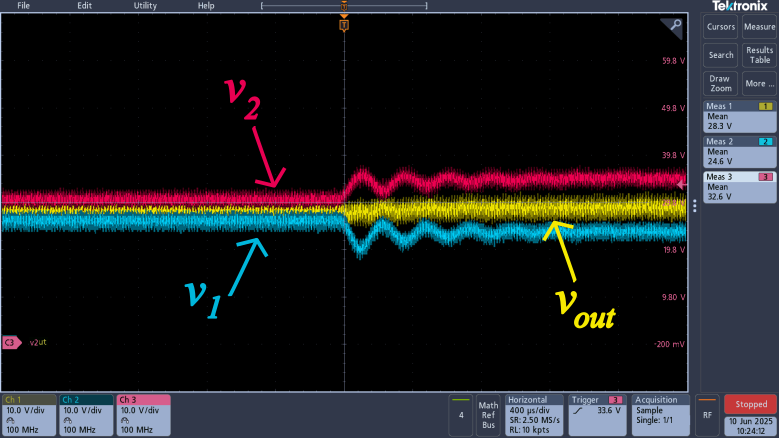 File Edit Utility Help
Tektronix
T
T
Cursors Measure
Search Results Table
Draw Zoom More ...
Meas 1 1
Mean
28.3 V
Meas 2 2
Mean
24.6 V
Meas 3 3
Mean
32.6 V
59.8 V
49.8 V
39.8 V
19.8 V
9.80 V
-200 mV
v2
v1
vout
C3
Ch 1
10.0 V/div
100 MHz
Ch 2
10.0 V/div
100 MHz
Ch 3
10.0 V/div
100 MHz
4
Math
Ref
Bus
Horizontal
400 µs/div
SR: 2.50 MS/s
RL: 10 kpts
Trigger 3
33.6 V
Acquisition
Sample
Single: 1/1
RF
Stopped
10 Jun 2025
10:24:12